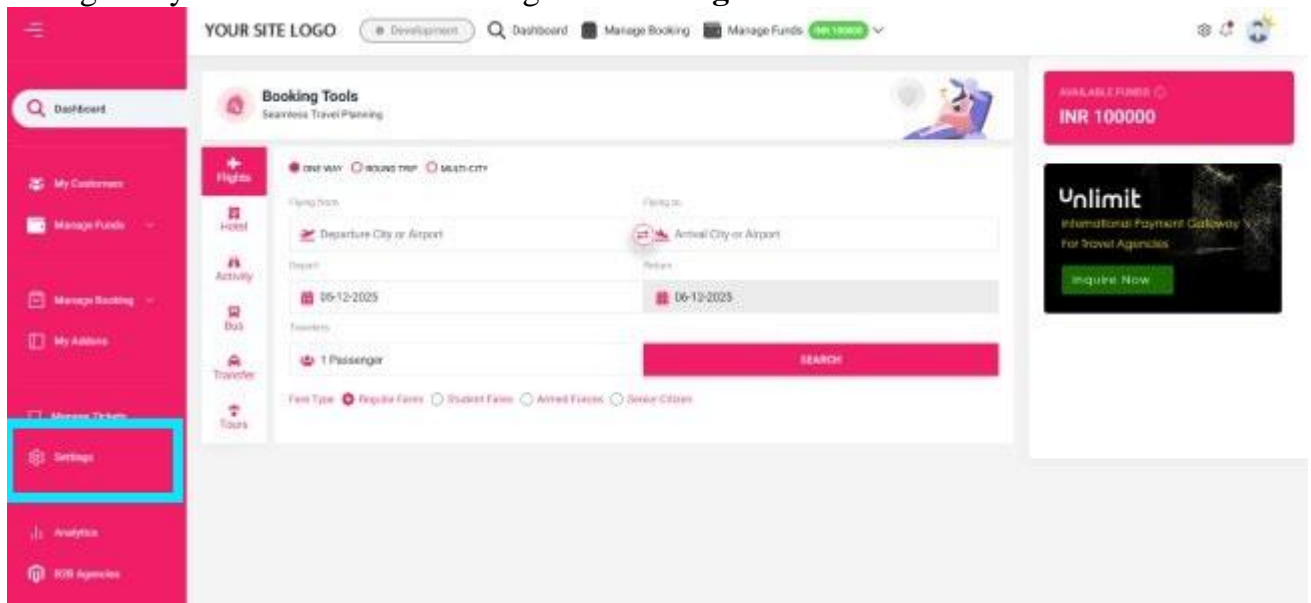 YOUR SITE LOGO
Development
Dashboard
Manage Booking
Manage Funds
INR 100000
Dashboard
My Customers
Manage Funds
Manage Booking
My Addons
Manage Tickets
Settings
Analytics
B2B Agencies
Booking Tools
Seamless Travel Planning
Flights
Hotel
Activity
Bus
Transfer
Tours
ONE WAY ROUND TRIP MULTI-CITY
Flying from
Flying to
Departure City or Airport
Arrival City or Airport
Depart
Return
06-12-2025
Travelers
1 Passenger
SEARCH
Fare Type Regular Fares Student Fares Armed Forces Senior Citizen
AVAILABLE FUNDS
INR 100000
Unlimit
International Payment Gateway
For Travel Agencies
Inquire Now